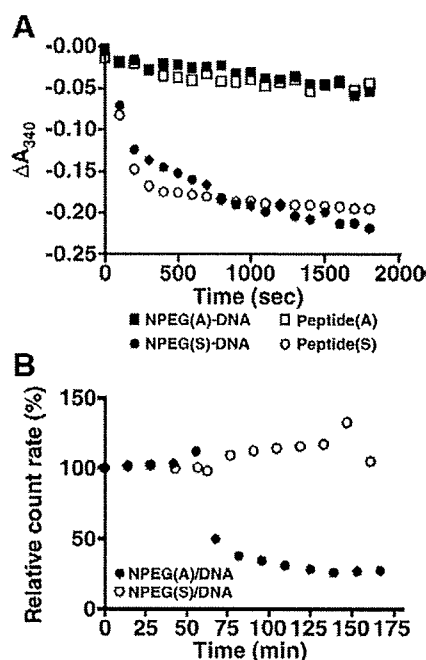 A
-0.00
-0.05
-0.10
-0.15
-0.20
-0.25
ΔA340
0 500 1000 1500 2000
Time (sec)
NPEG(A)-DNA Peptide(A)
NPEG(S)-DNA Peptide(S)
B
150
100
50
0
Relative count rate (%)
NPEG(A)/DNA
NPEG(S)/DNA
0 25 50 75 100 125 150 175
Time (min)